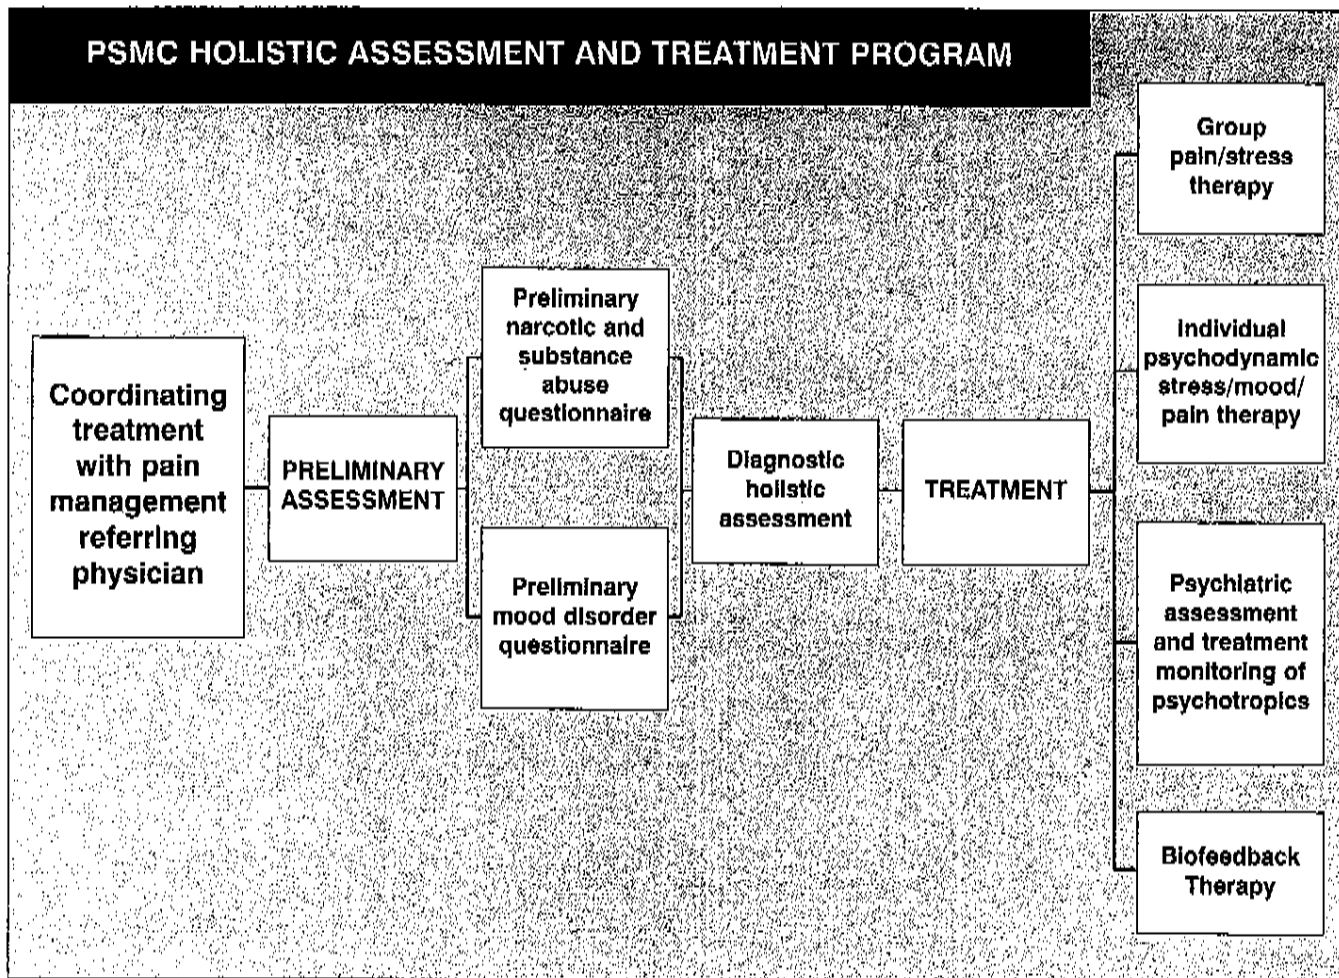 PSMC HOLISTIC ASSESSMENT AND TREATMENT PROGRAM
Coordinating
treatment
with pain
management
referring
physician
PRELIMINARY
ASSESSMENT
Preliminary
narcotic and
substance
abuse
questionnaire
Preliminary
mood disorder
questionnaire
Diagnostic
holistic
assessment
TREATMENT
Group
pain/stress
therapy
Individual
psychodynamic
stress/mood/
pain therapy
Psychiatric
assessment
and treatment
monitoring of
psychotropics
Biofeedback
Therapy